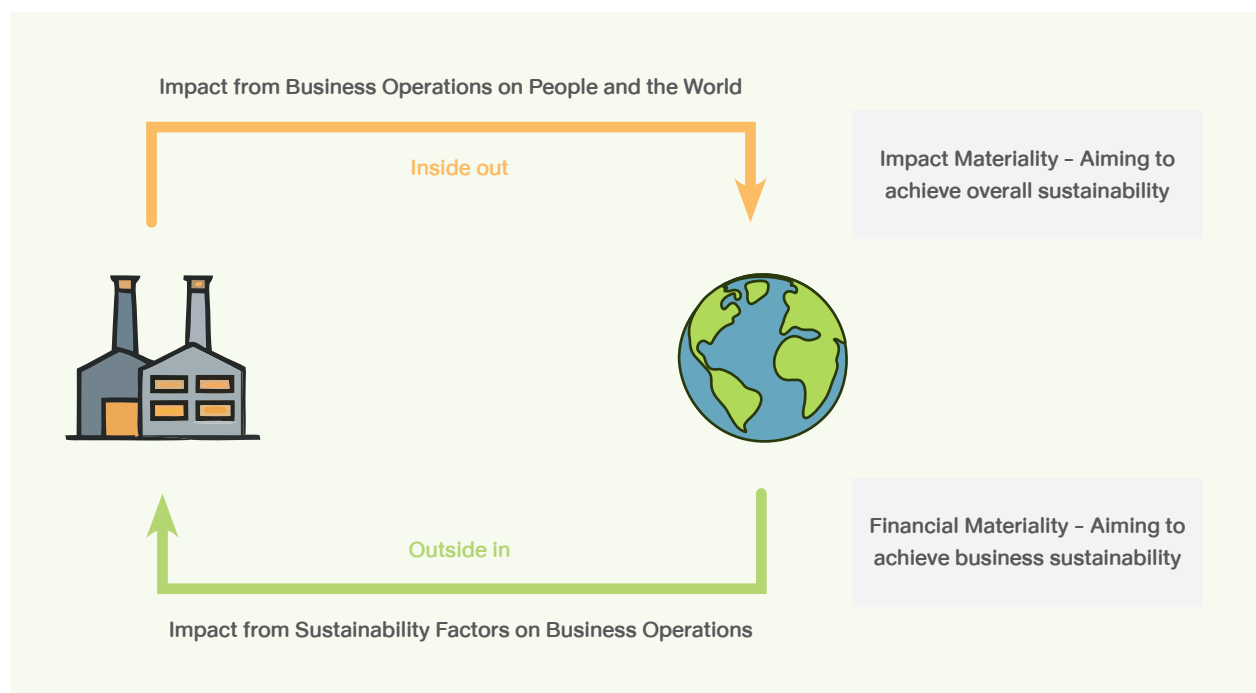 Impact from Business Operations on People and the World
Inside out
Impact Materiality - Aiming to
achieve overall sustainability
Financial Materiality - Aiming to
achieve business sustainability
Outside in
Impact from Sustainability Factors on Business Operations